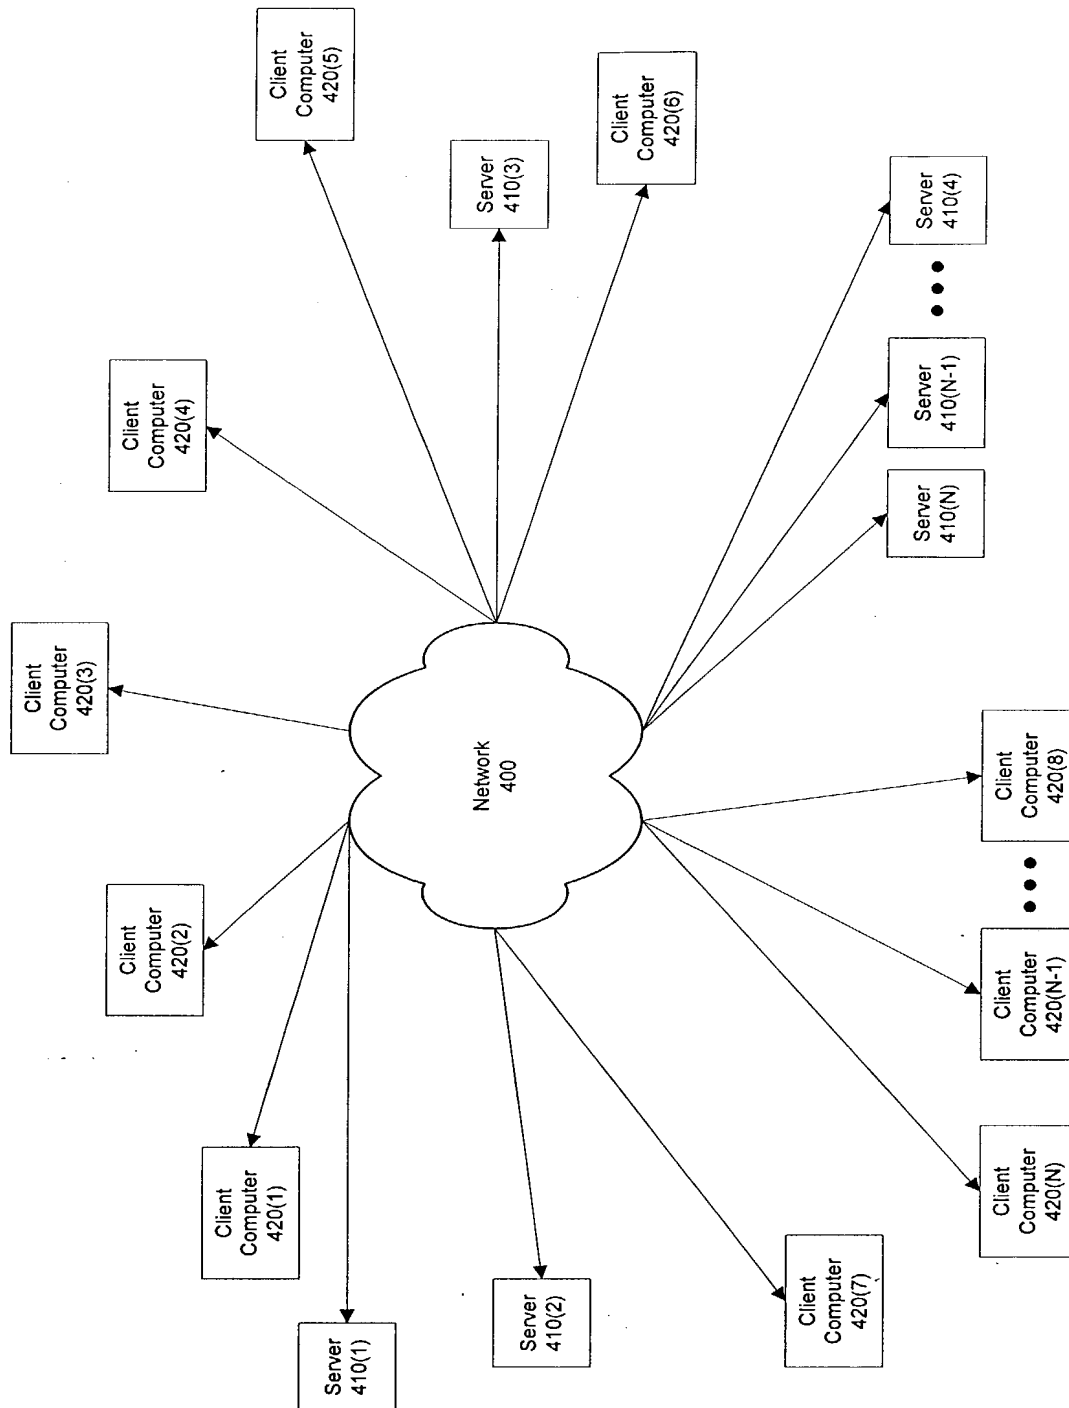 Client
Computer
420(3)
Client
Computer
420(2)
Client
Computer
420(4)
Client
Computer
420(1)
Client
Computer
420(5)
Server
410(1)
Network
400
Server
410(3)
Server
410(2)
Client
Computer
420(6)
Client
Computer
420(7)
Server
410(N)
Server
410(N-1)
Server
410(4)
Client
Computer
420(N)
Client
Computer
420(N-1)
Client
Computer
420(8)